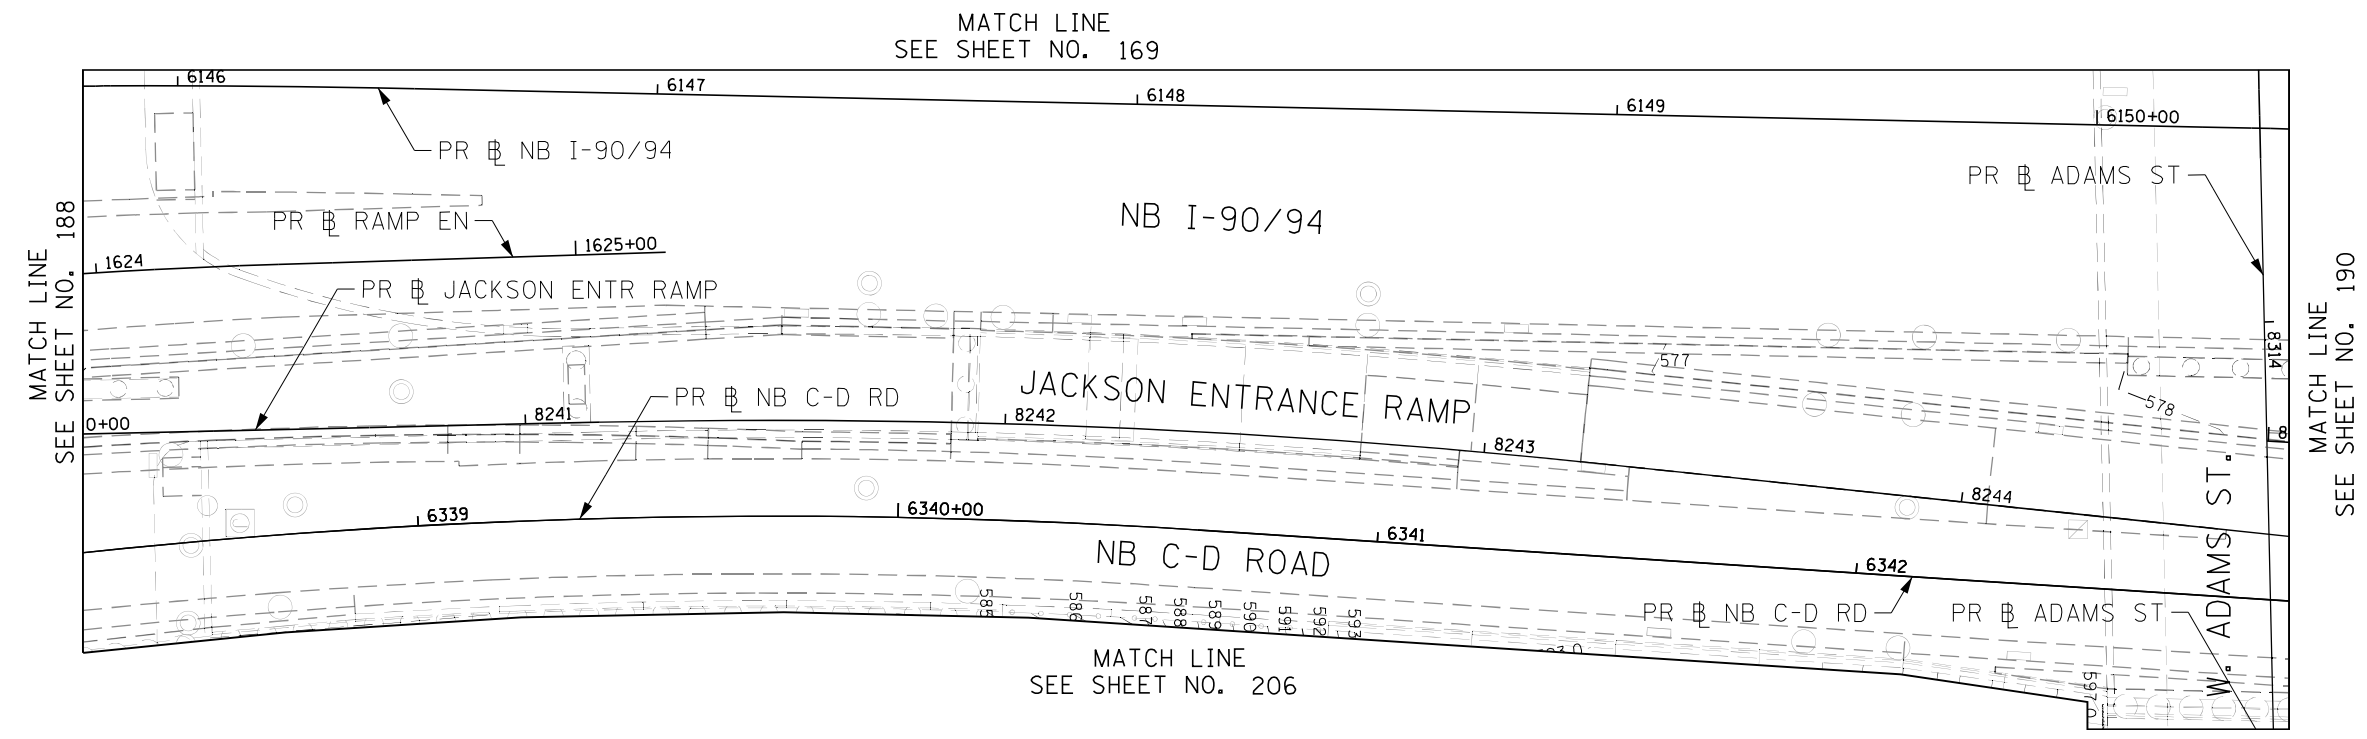 MATCH LINE
SEE SHEET NO. 169
6146
6147
6148
6149
6150+00
PR ℄ NB I-90/94
PR ℄ ADAMS ST
NB I-90/94
PR ℄ RAMP EN
1624
1625+00
MATCH LINE
SEE SHEET NO. 188
PR ℄ JACKSON ENTR RAMP
MATCH LINE
SEE SHEET NO. 190
8314
577
578
JACKSON ENTRANCE RAMP
PR ℄ NB C-D RD
0+00
8241
8242
8243
8244
8
W. ADAMS ST.
6339
6340+00
6341
6342
NB C-D ROAD
585
586
587
588
589
590
591
592
593
597
PR ℄ NB C-D RD
PR ℄ ADAMS ST
MATCH LINE
SEE SHEET NO. 206